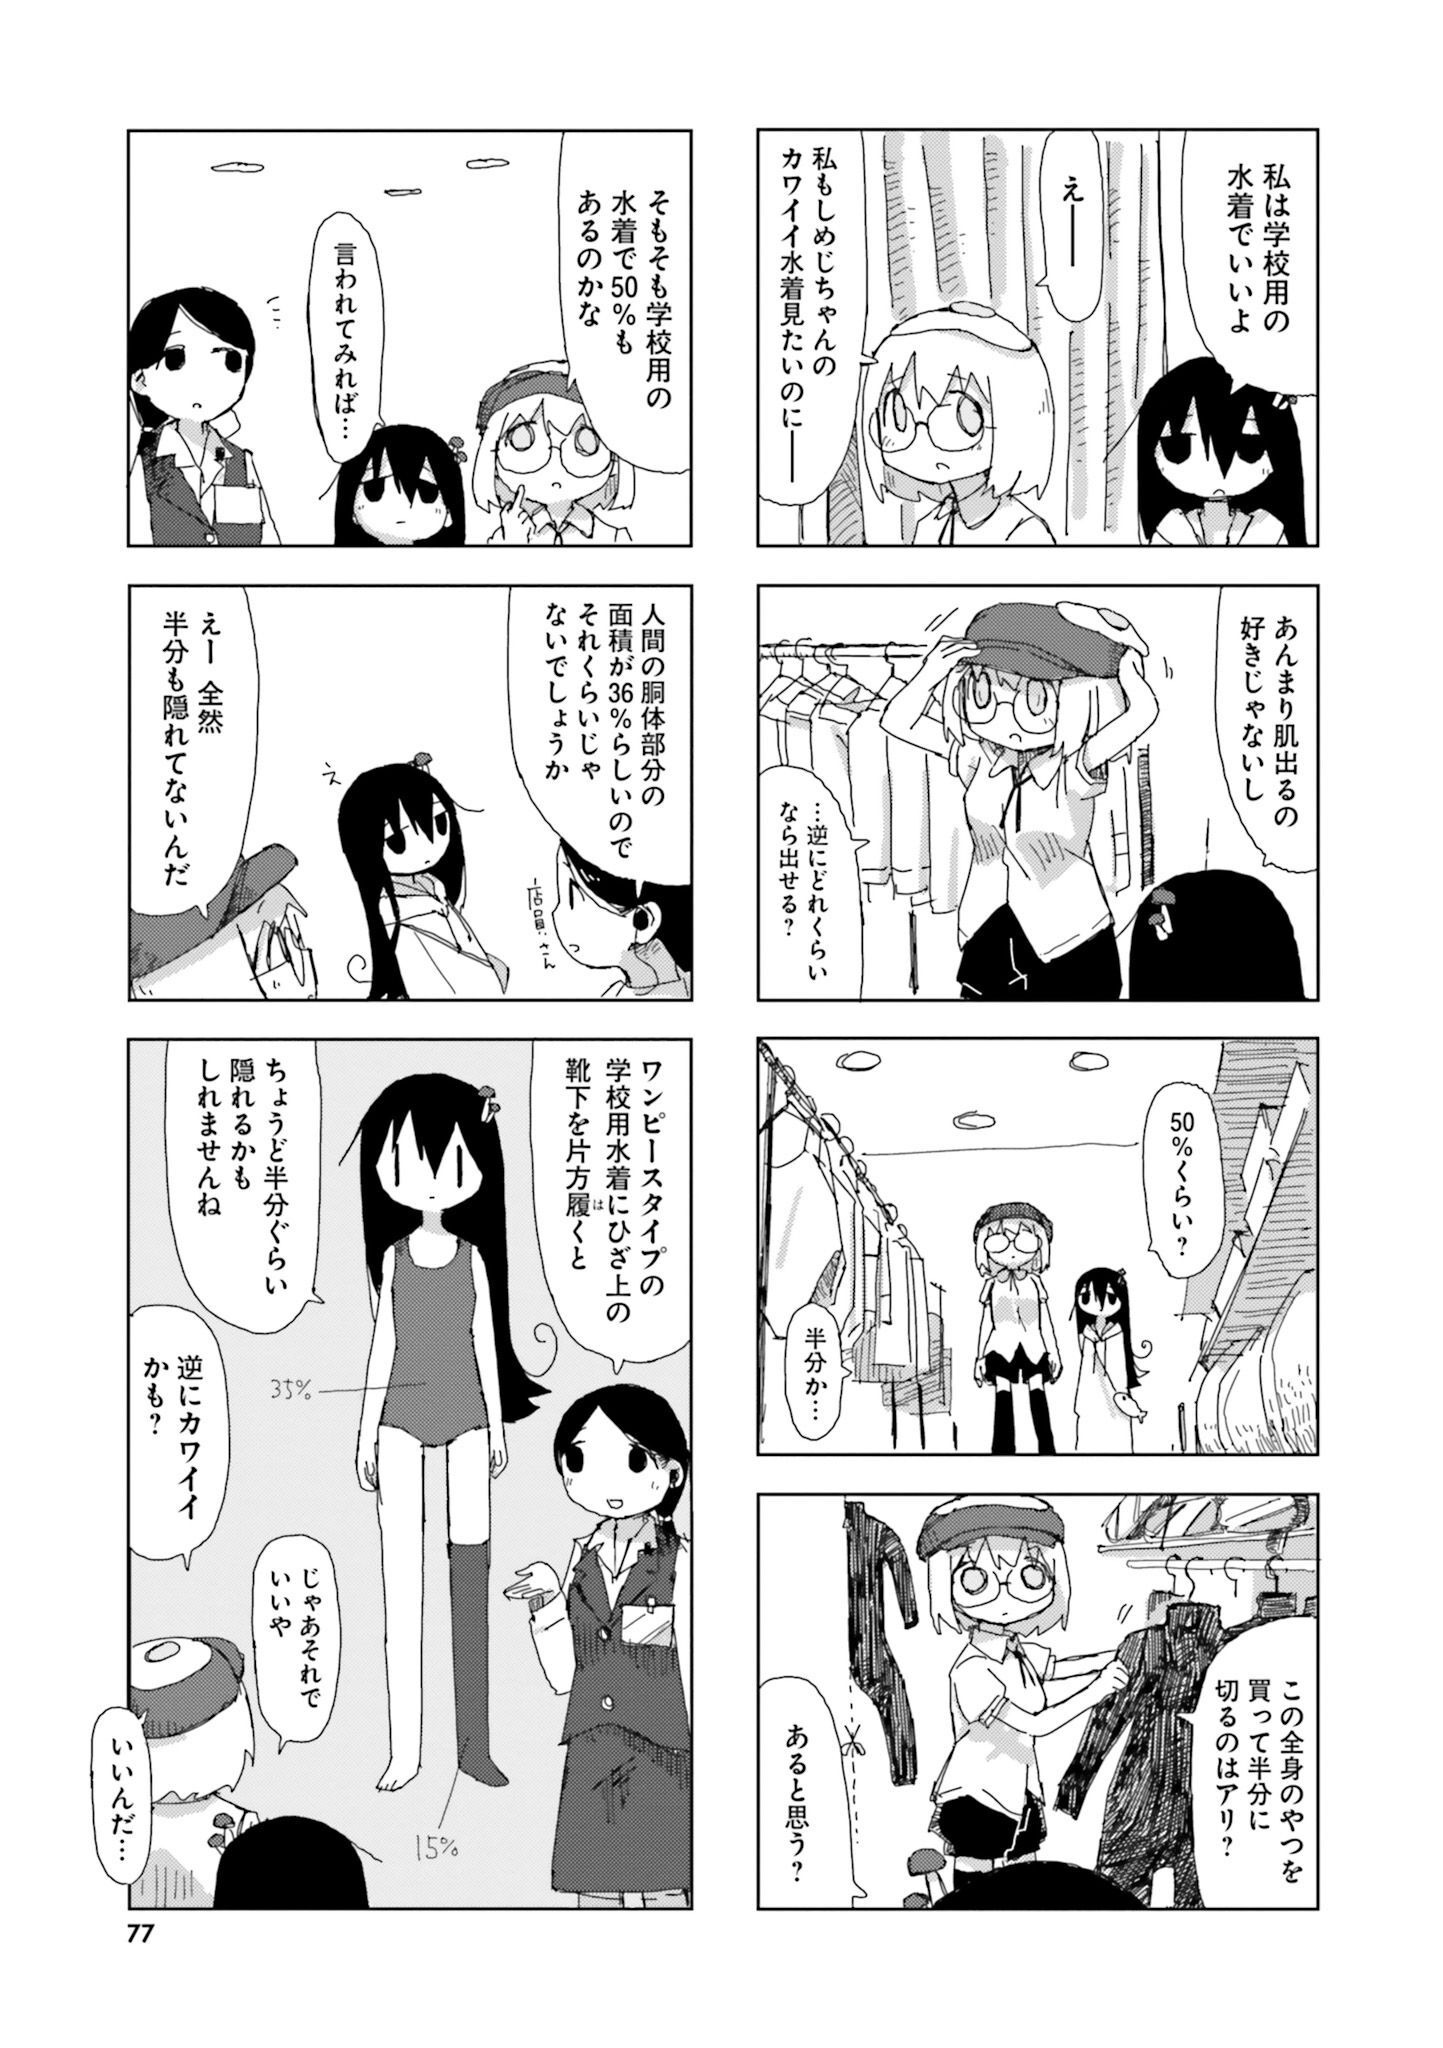 私は学校用の
水着でいいよ
えーー
私もしめじちゃんの
カワイイ水着見たいのにーー
あんまり肌出るの
好きじゃないし
…逆にどれくらい
なら出せる?
50%くらい?
半分か…
この全身のやつを
買って半分に
切るのはアリ?
あると思う?
そもそも学校用の
水着で50%も
あるのかな
言われてみれば…
人間の胴体部分の
面積が36%らしいので
それくらいじゃ
ないでしょうか
店員さん
え
えー 全然
半分も隠れてないんだ
ワンピースタイプの
学校用水着にひざ上の
靴下を片方履くと
は
ちょうど半分ぐらい
隠れるかも
しれませんね
35%
15%
逆にカワイイ
かも?
じゃあそれで
いいや
いいんだ…
77